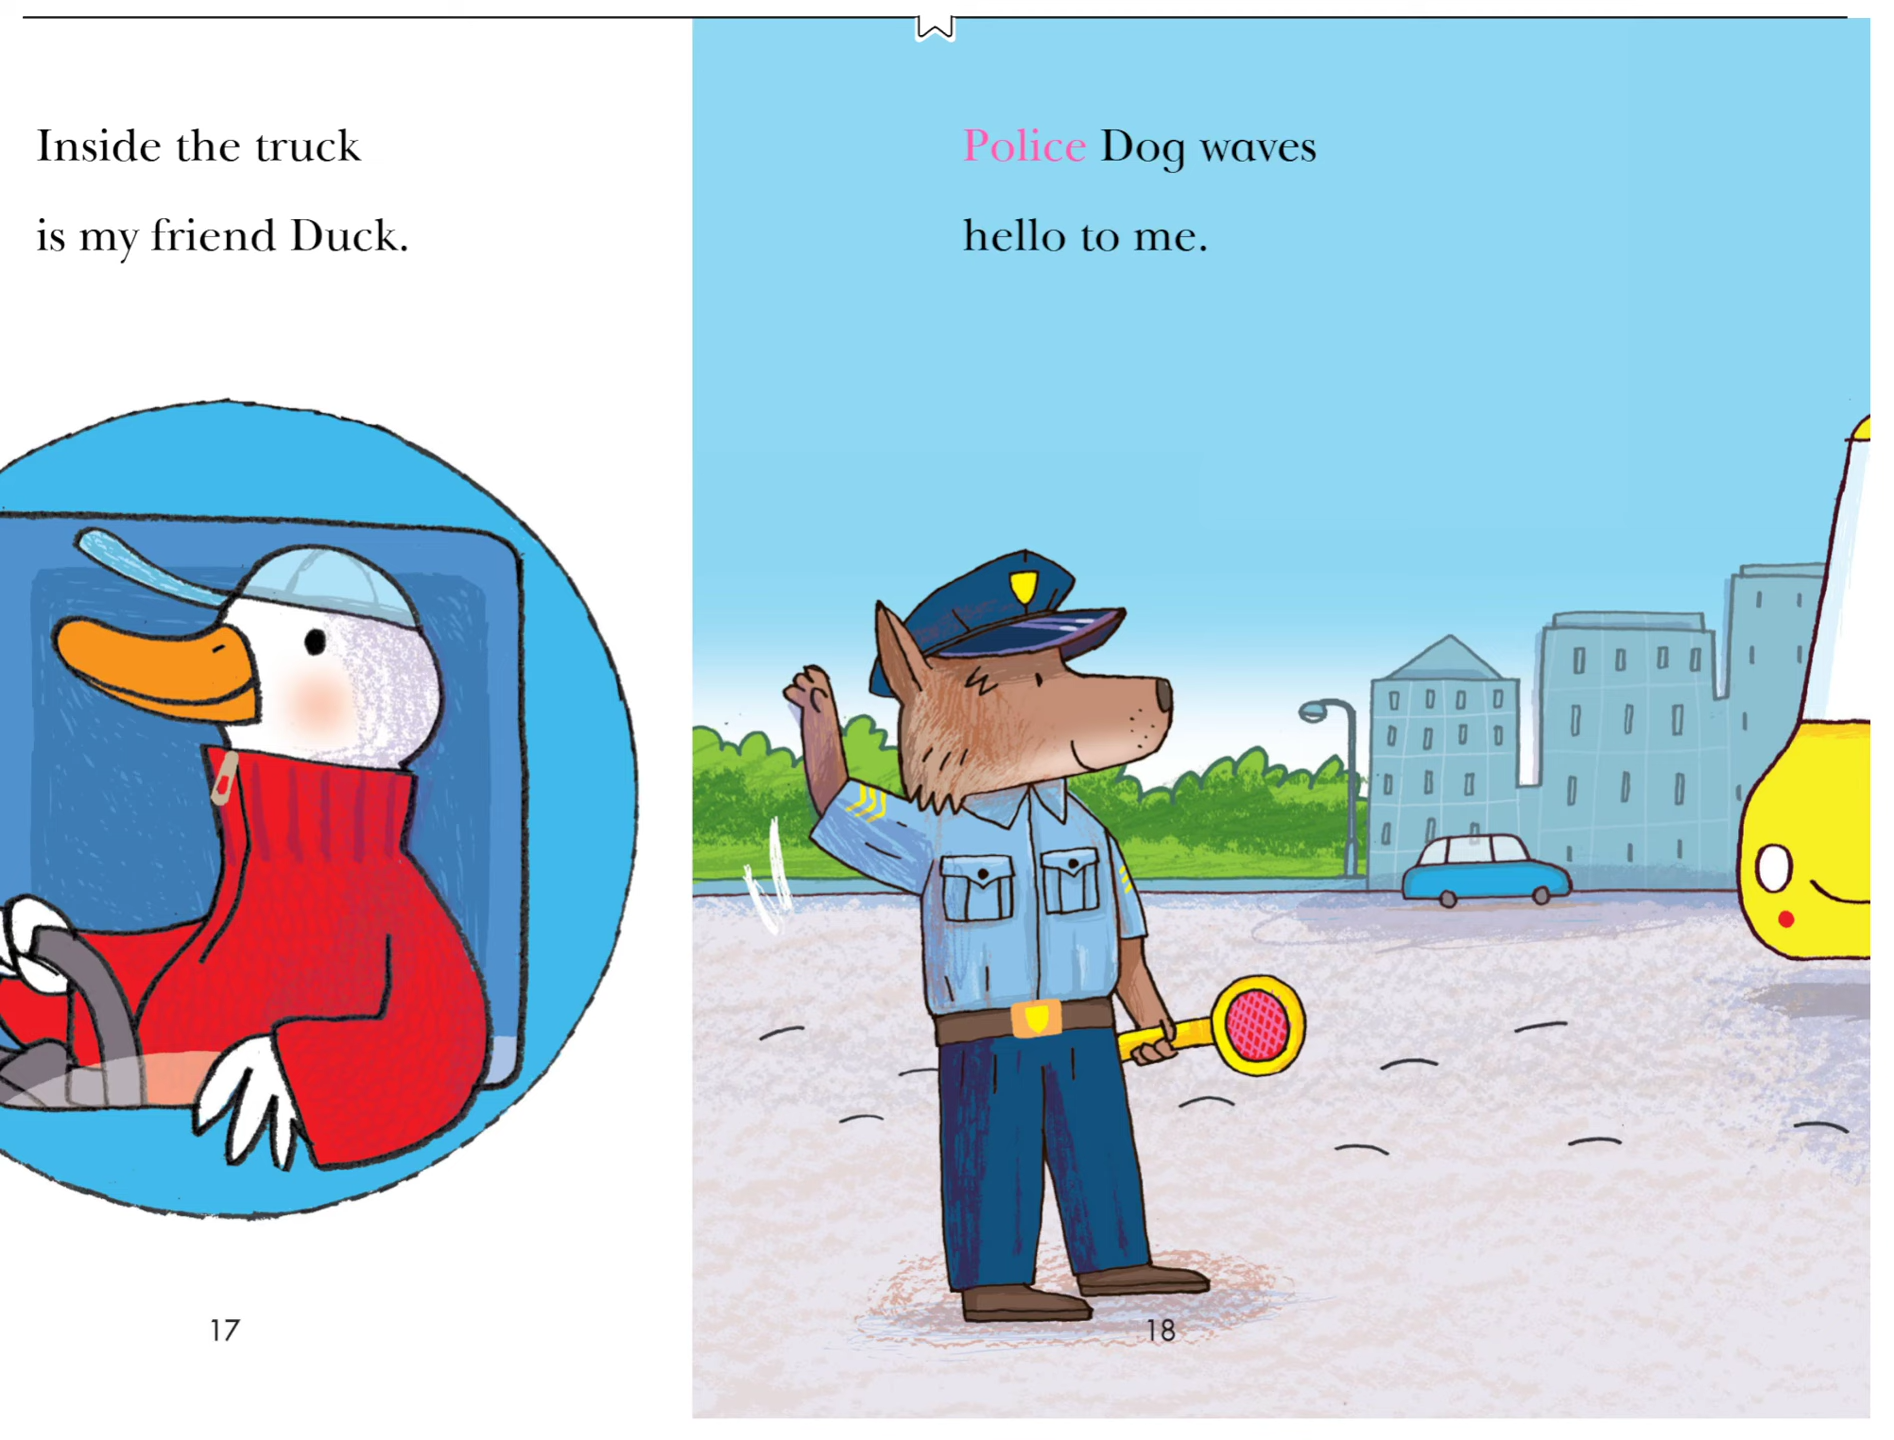 Inside the truck
is my friend Duck.
17
Police Dog waves
hello to me.
18